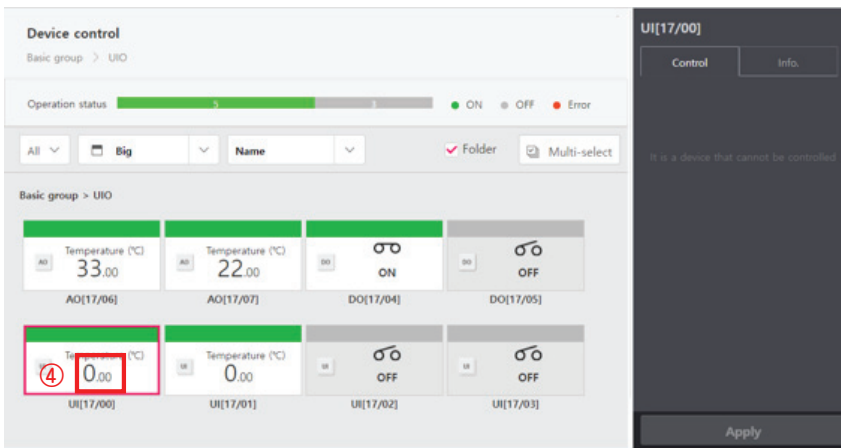 Device control
Basic group > UIO
Operation status 5 3 ON OFF Error
All Big Name Folder Multi-select
Basic group > UIO
AO Temperature (℃) 33.00
AO Temperature (℃) 22.00
DO ON
DO OFF
AO[17/06] AO[17/07] DO[17/04] DO[17/05]
④ Temperature (℃) 0.00
UI Temperature (℃) 0.00
UI OFF
UI OFF
UI[17/00] UI[17/01] UI[17/02] UI[17/03]
UI[17/00]
Control Info.
It is a device that cannot be controlled
Apply